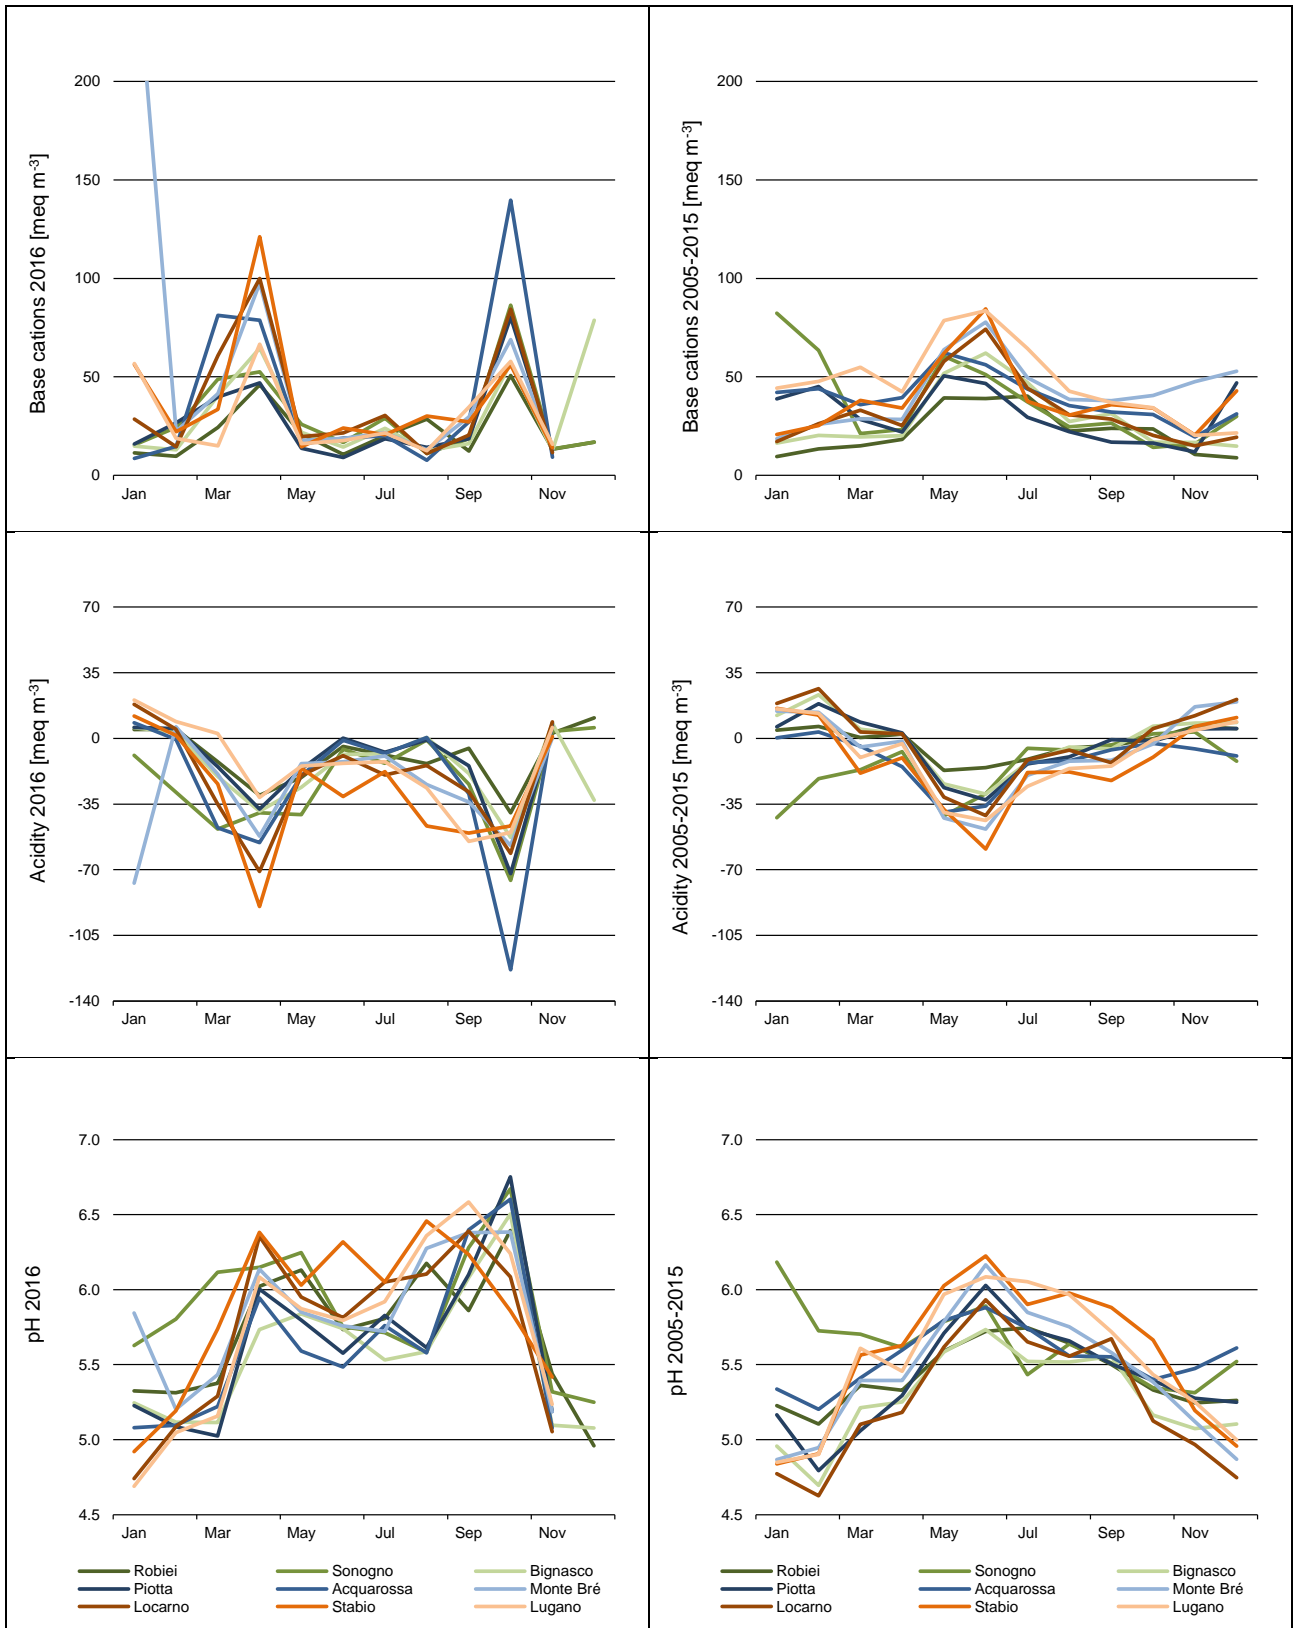 Base cations 2016 [meq m-3]
200
150
100
50
0
Jan Mar May Jul Sep Nov
Base cations 2005-2015 [meq m-3]
200
150
100
50
0
Jan Mar May Jul Sep Nov
Acidity 2016 [meq m-3]
70
35
0
-35
-70
-105
-140
Jan Mar May Jul Sep Nov
Acidity 2005-2015 [meq m-3]
70
35
0
-35
-70
-105
-140
Jan Mar May Jul Sep Nov
pH 2016
7.0
6.5
6.0
5.5
5.0
4.5
Jan Mar May Jul Sep Nov
Robiei Sonogno Bignasco
Piotta Acquarossa Monte Bré
Locarno Stabio Lugano
pH 2005-2015
7.0
6.5
6.0
5.5
5.0
4.5
Jan Mar May Jul Sep Nov
Robiei Sonogno Bignasco
Piotta Acquarossa Monte Bré
Locarno Stabio Lugano